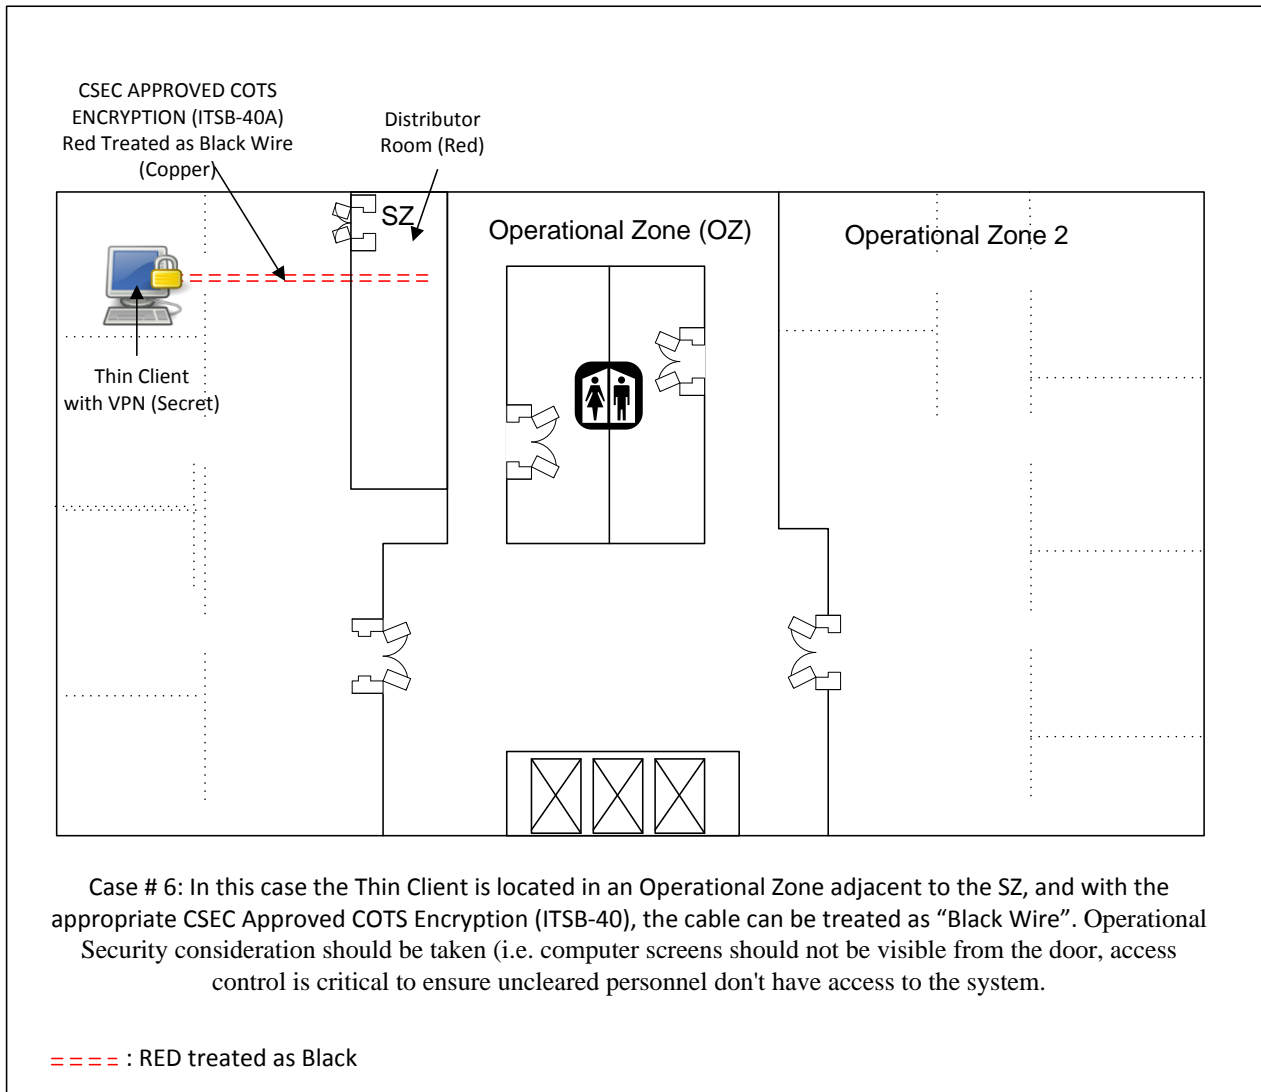 CSEC APPROVED COTS
ENCRYPTION (ITSB-40A)
Red Treated as Black Wire
(Copper)
Distributor
Room (Red)
SZ
Operational Zone (OZ)
Operational Zone 2
Thin Client
with VPN (Secret)
Case # 6: In this case the Thin Client is located in an Operational Zone adjacent to the SZ, and with the
appropriate CSEC Approved COTS Encryption (ITSB-40), the cable can be treated as “Black Wire”. Operational
Security consideration should be taken (i.e. computer screens should not be visible from the door, access
control is critical to ensure uncleared personnel don't have access to the system.
: RED treated as Black